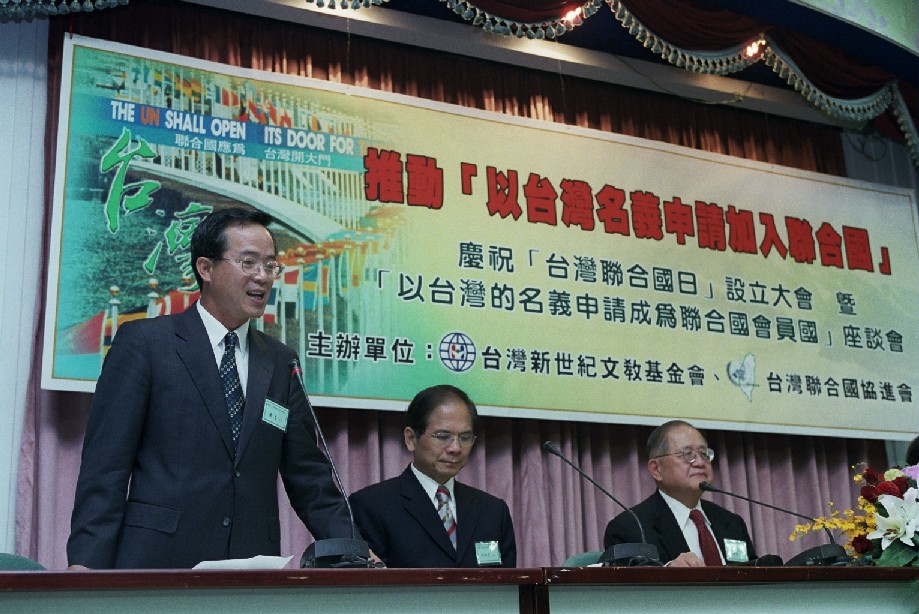 THE UN SHALL OPEN ITS DOOR FOR
聯合國應為 台灣開大門
台灣
推動「以台灣名義申請加入聯合國」
慶祝「台灣聯合國日」設立大會 暨
「以台灣的名義申請成為聯合國會員國」座談會
主辦單位：台灣新世紀文教基金會、台灣聯合國協進會